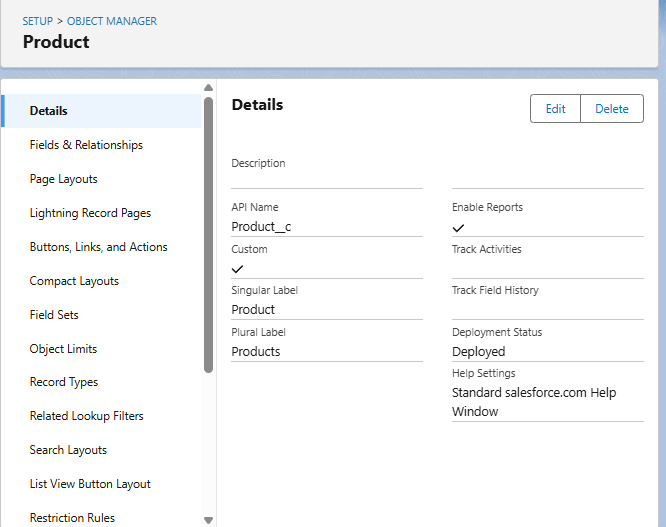 SETUP > OBJECT MANAGER
Product
Details
Fields & Relationships
Page Layouts
Lightning Record Pages
Buttons, Links, and Actions
Compact Layouts
Field Sets
Object Limits
Record Types
Related Lookup Filters
Search Layouts
List View Button Layout
Restriction Rules
Details
Edit
Delete
Description
API Name
Product__c
Custom
Singular Label
Product
Plural Label
Products
Enable Reports
Track Activities
Track Field History
Deployment Status
Deployed
Help Settings
Standard salesforce.com Help
Window